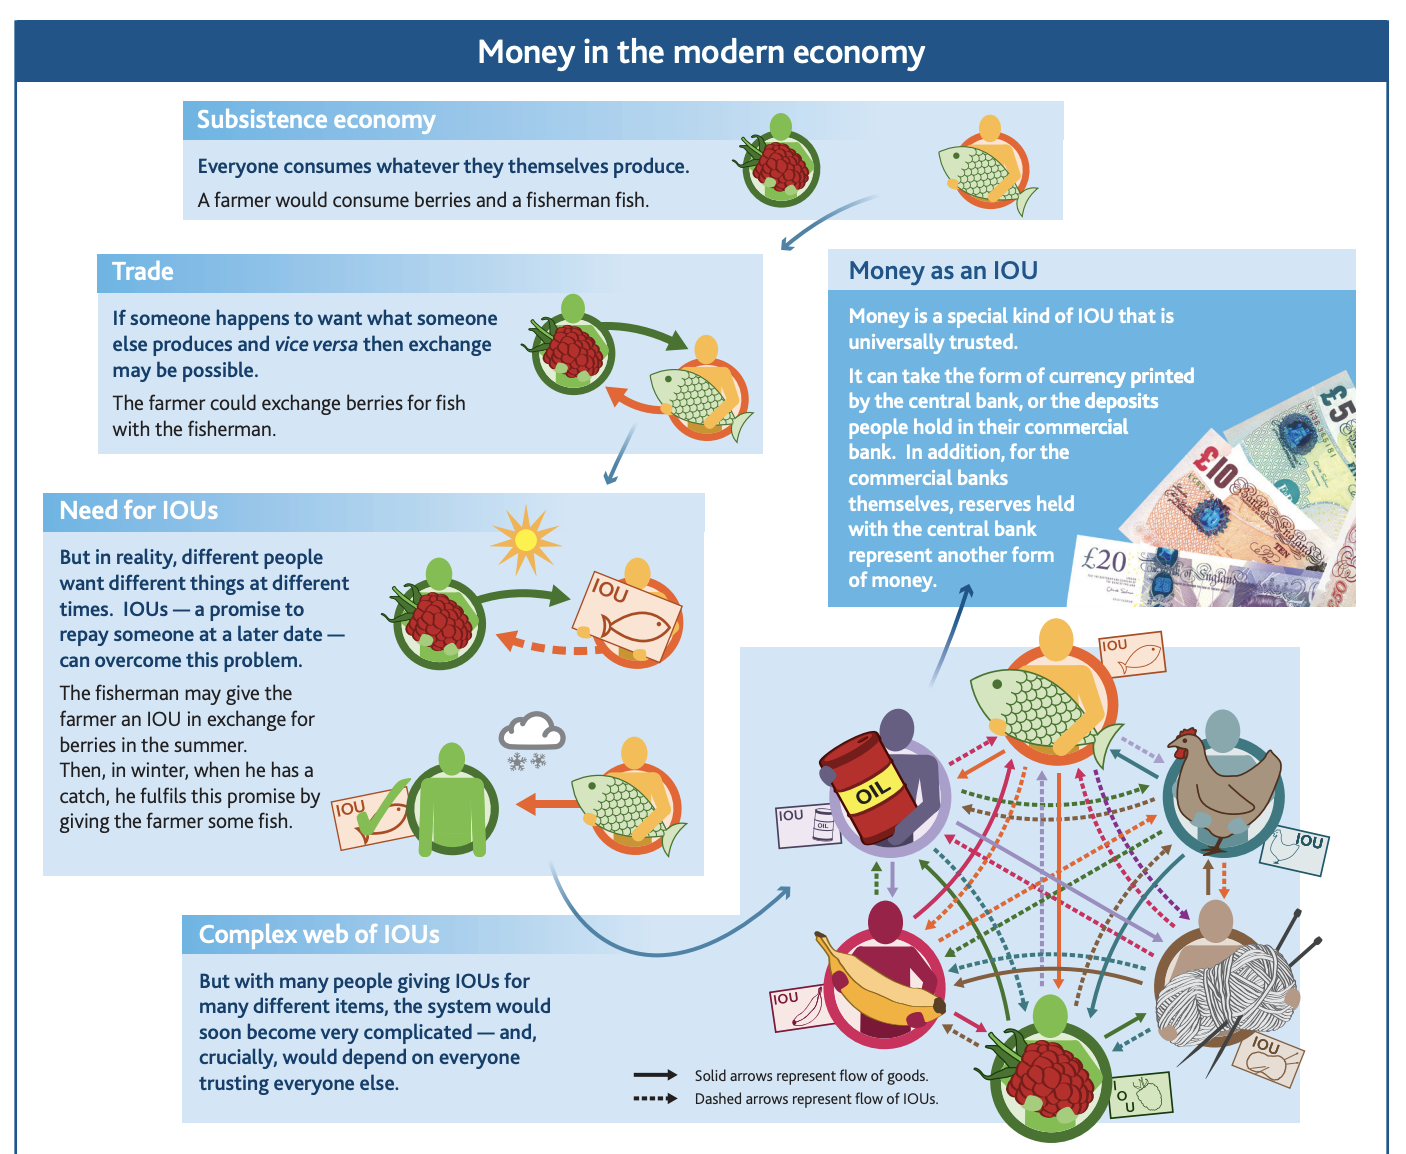 Money in the modern economy
Subsistence economy
Everyone consumes whatever they themselves produce.
A farmer would consume berries and a fisherman fish.
Trade
If someone happens to want what someone
else produces and vice versa then exchange
may be possible.
The farmer could exchange berries for fish
with the fisherman.
Need for IOUs
But in reality, different people
want different things at different
times.  IOUs — a promise to
repay someone at a later date —
can overcome this problem.
The fisherman may give the
farmer an IOU in exchange for
berries in the summer.
Then, in winter, when he has a
catch, he fulfils this promise by
giving the farmer some fish.
IOU
IOU
Money as an IOU
Money is a special kind of IOU that is
universally trusted.
It can take the form of currency printed
by the central bank, or the deposits
people hold in their commercial
bank.  In addition, for the
commercial banks
themselves, reserves held
with the central bank
represent another form
of money.
£5
£10
£20
TEN
Complex web of IOUs
But with many people giving IOUs for
many different items, the system would
soon become very complicated — and,
crucially, would depend on everyone
trusting everyone else.
IOU
OIL
IOU
OIL
IOU
IOU
IOU
IOU
Solid arrows represent flow of goods.
Dashed arrows represent flow of IOUs.